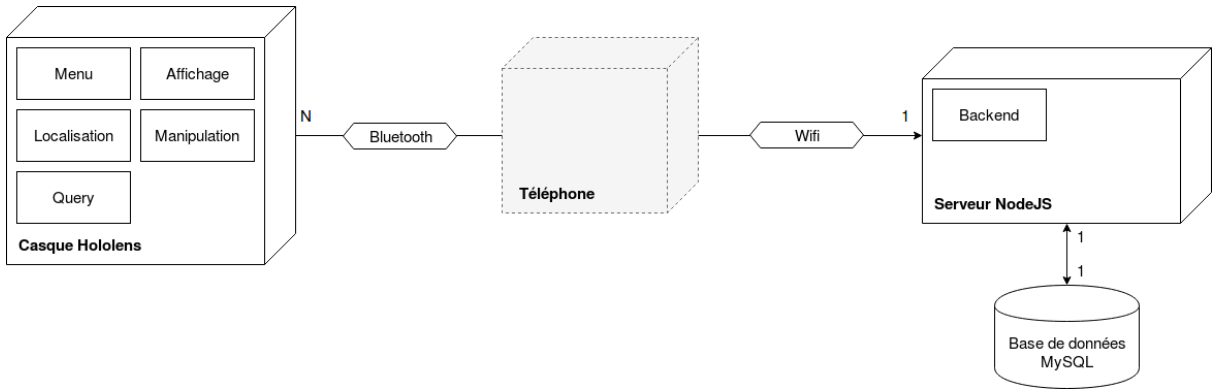 Menu
Affichage
Localisation
Manipulation
Query
Casque Hololens
N
Bluetooth
Téléphone
Wifi
1
Backend
Serveur NodeJS
1
1
Base de données
MySQL